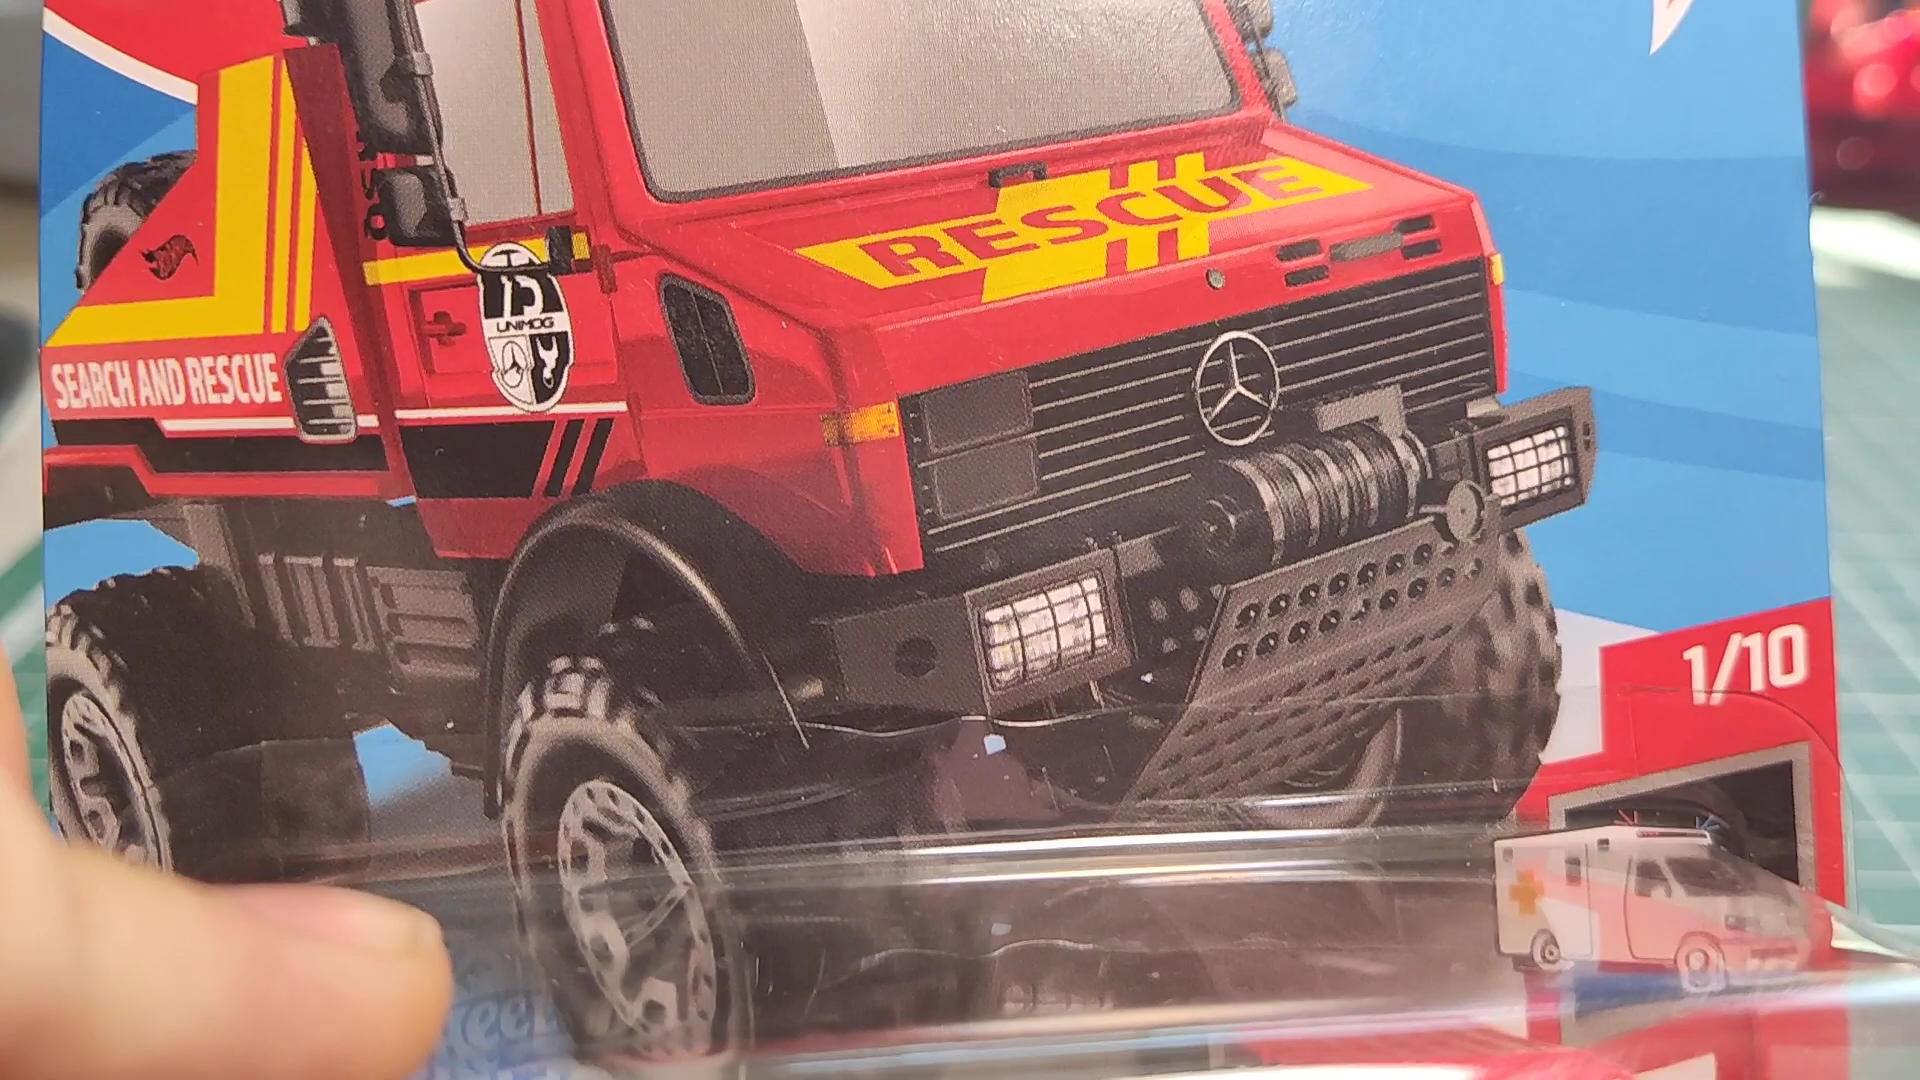 RESCUE
75
UNIMOG
SEARCH AND RESCUE
1/10